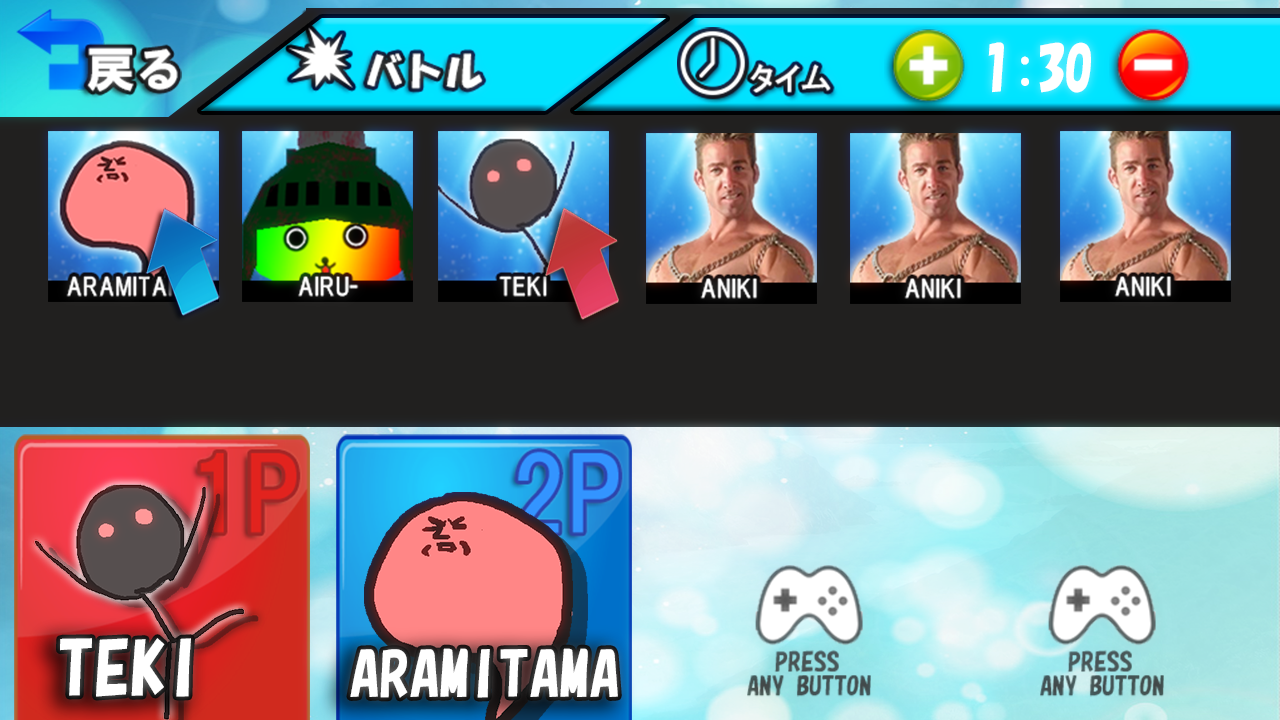 戻る
バトル
タイム
1:30
ARAMITA
AIRU-
TEKI
ANIKI
ANIKI
ANIKI
1P
2P
TEKI
ARAMITAMA
PRESS
ANY BUTTON
PRESS
ANY BUTTON